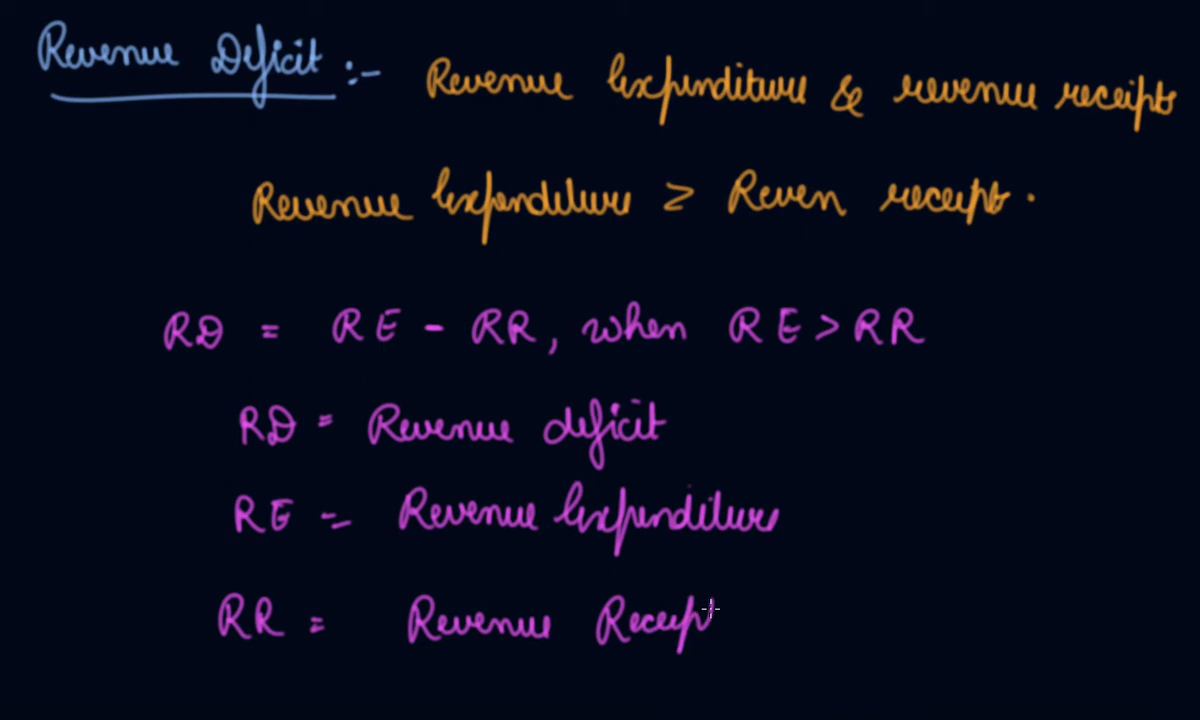 Revenue Deficit :- Revenue Expenditure & revenue receipts
Revenue Expenditure > Reven receipt.
RD = RE - RR, when RE > RR
RD = Revenue deficit
RE = Revenue Expenditure
RR = Revenue Receipt